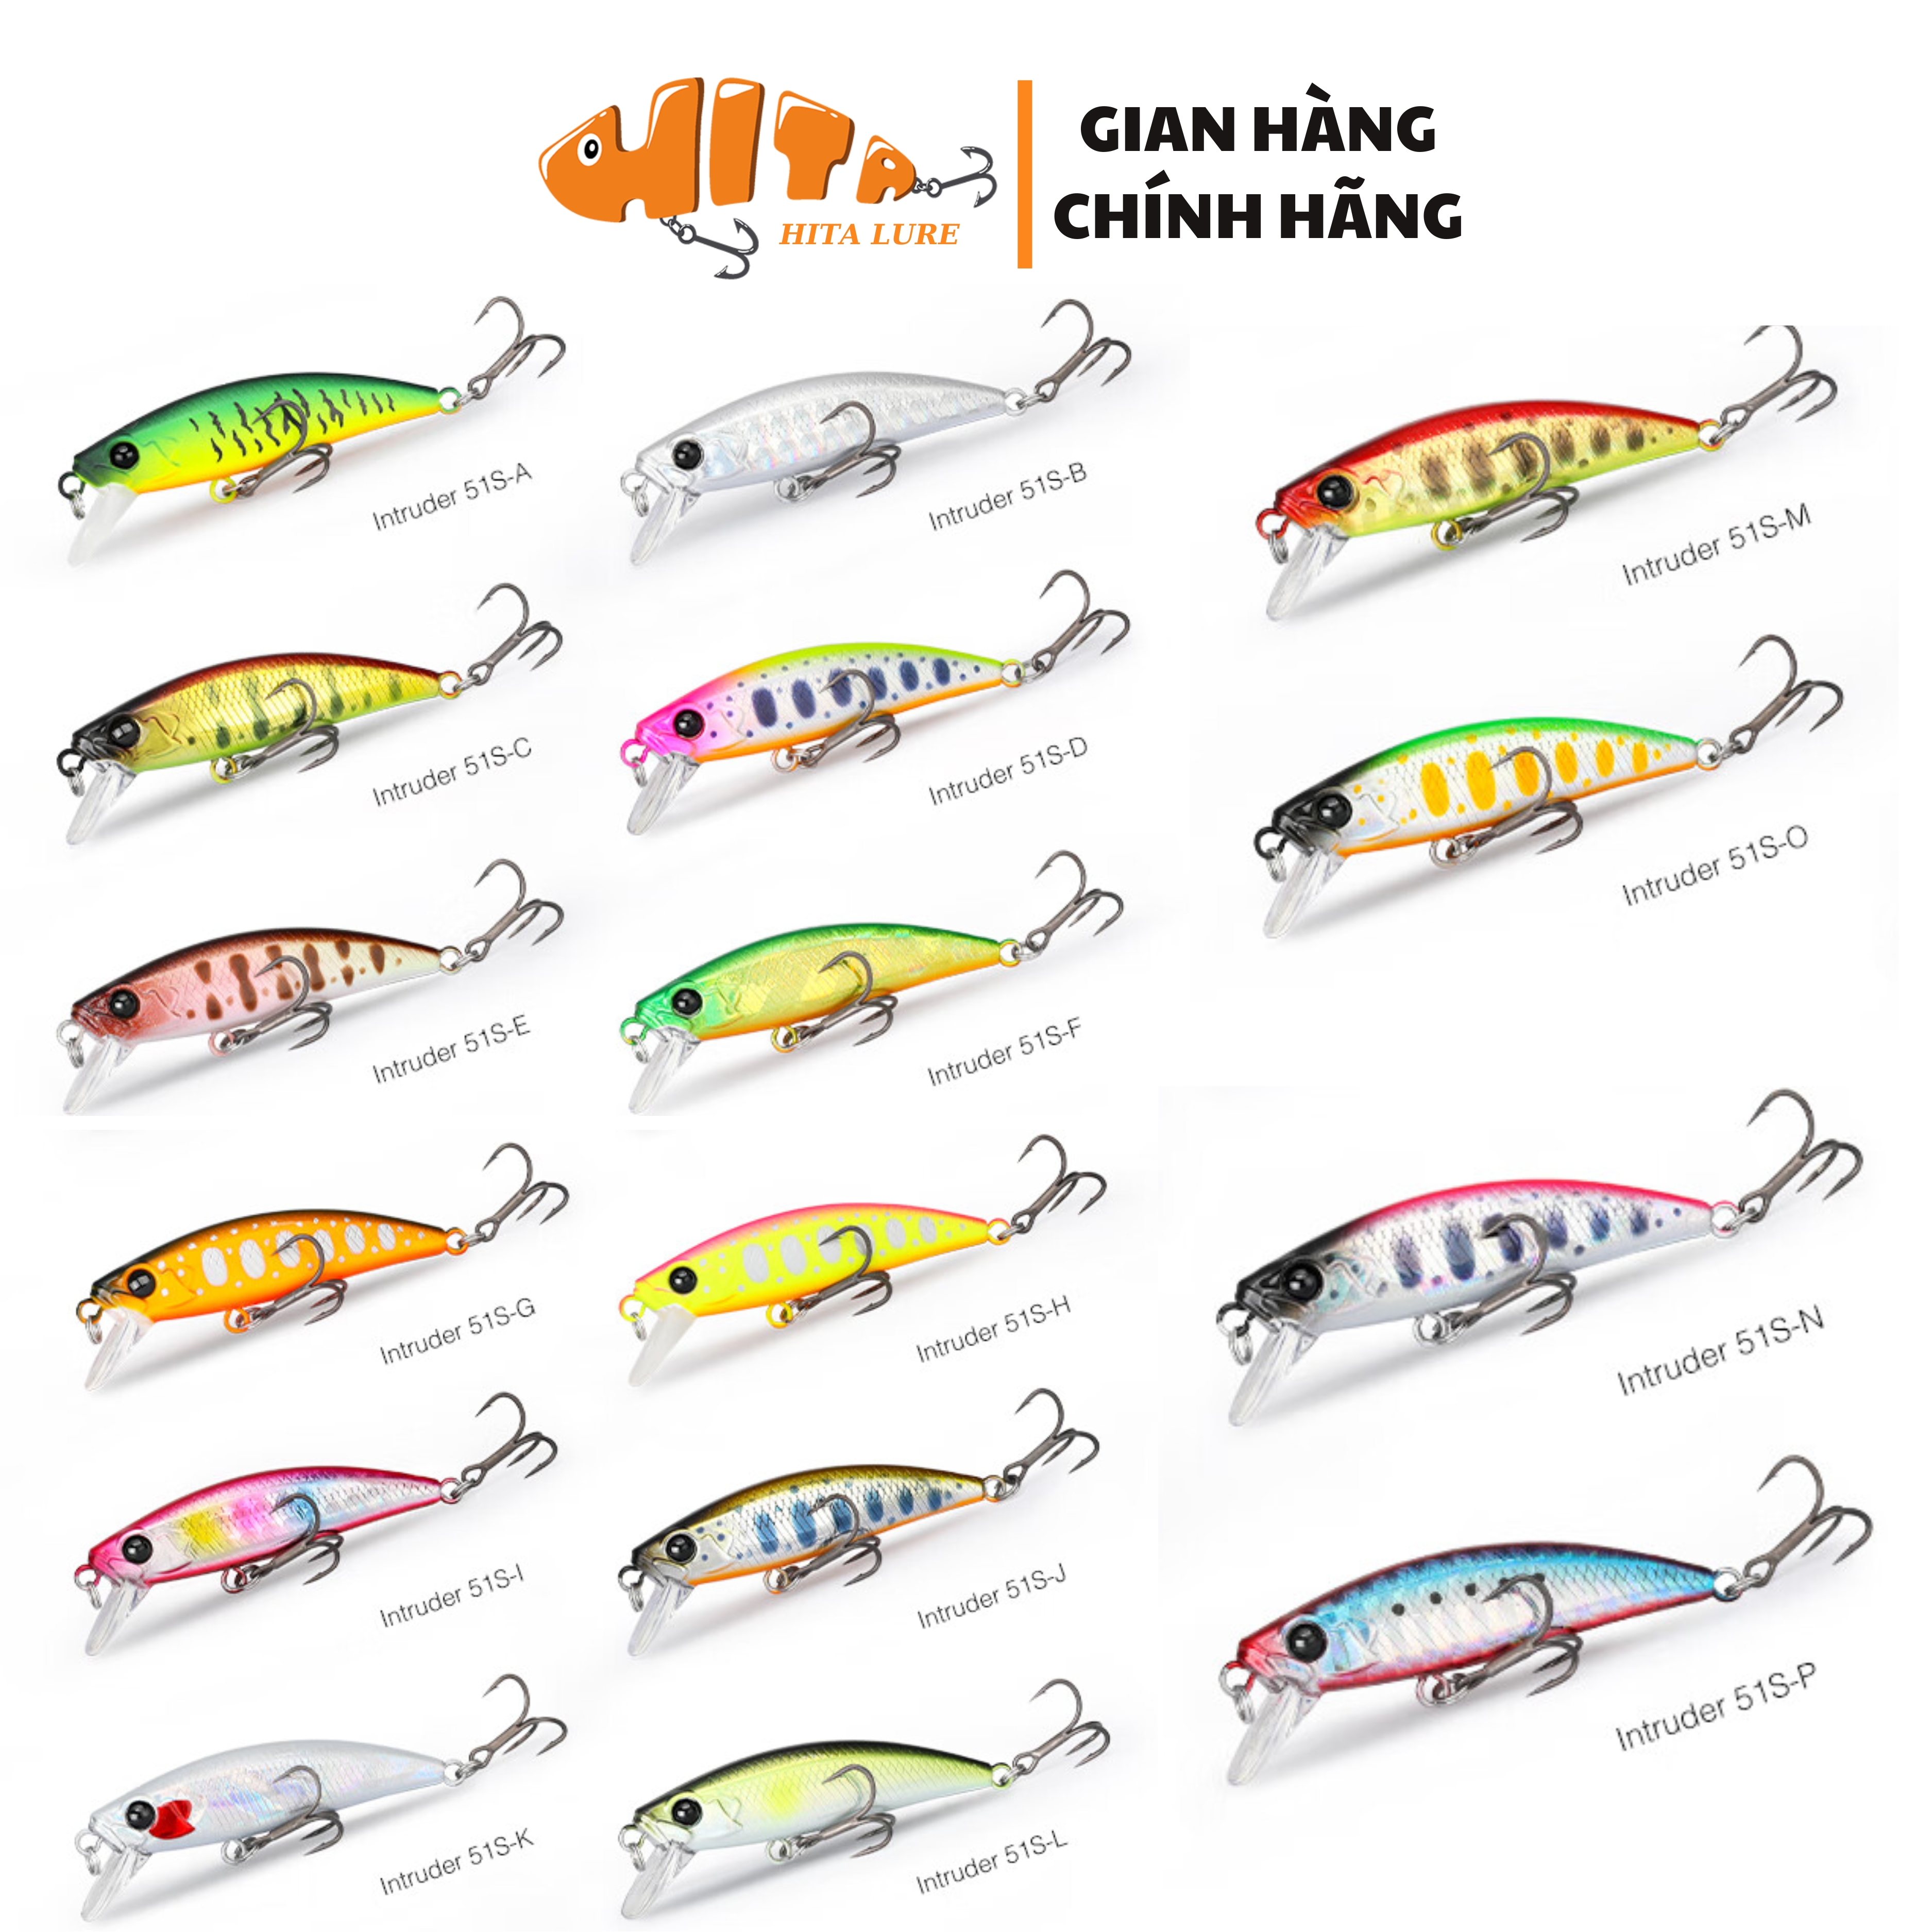 HITA
HITA LURE
GIAN HÀNG
CHÍNH HÃNG
Intruder 51S-A
Intruder 51S-B
Intruder 51S-M
Intruder 51S-C
Intruder 51S-D
Intruder 51S-O
Intruder 51S-E
Intruder 51S-F
Intruder 51S-G
Intruder 51S-H
Intruder 51S-N
Intruder 51S-I
Intruder 51S-J
Intruder 51S-P
Intruder 51S-K
Intruder 51S-L